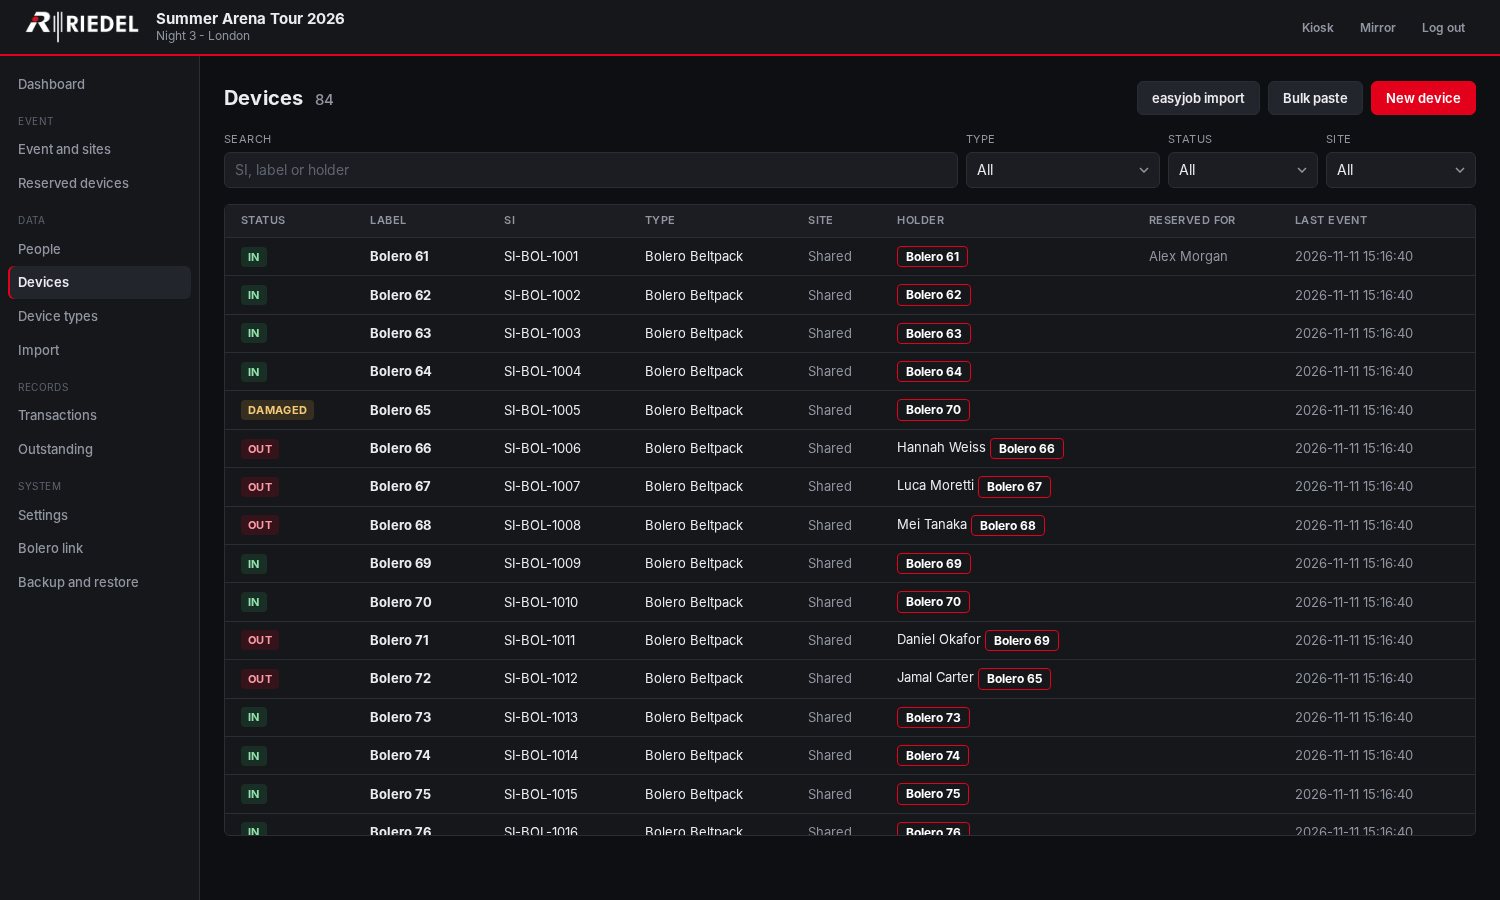 RIEDEL
Summer Arena Tour 2026
Night 3 - London
Kiosk Mirror Log out
Dashboard
EVENT
Event and sites
Reserved devices
DATA
People
Devices
Device types
Import
RECORDS
Transactions
Outstanding
SYSTEM
Settings
Bolero link
Backup and restore
Devices 84
easyjob import Bulk paste New device
SEARCH TYPE STATUS SITE
SI, label or holder All All All
STATUS LABEL SI TYPE SITE HOLDER RESERVED FOR LAST EVENT
IN Bolero 61 SI-BOL-1001 Bolero Beltpack Shared Bolero 61 Alex Morgan 2026-11-11 15:16:40
IN Bolero 62 SI-BOL-1002 Bolero Beltpack Shared Bolero 62 2026-11-11 15:16:40
IN Bolero 63 SI-BOL-1003 Bolero Beltpack Shared Bolero 63 2026-11-11 15:16:40
IN Bolero 64 SI-BOL-1004 Bolero Beltpack Shared Bolero 64 2026-11-11 15:16:40
DAMAGED Bolero 65 SI-BOL-1005 Bolero Beltpack Shared Bolero 70 2026-11-11 15:16:40
OUT Bolero 66 SI-BOL-1006 Bolero Beltpack Shared Hannah Weiss Bolero 66 2026-11-11 15:16:40
OUT Bolero 67 SI-BOL-1007 Bolero Beltpack Shared Luca Moretti Bolero 67 2026-11-11 15:16:40
OUT Bolero 68 SI-BOL-1008 Bolero Beltpack Shared Mei Tanaka Bolero 68 2026-11-11 15:16:40
IN Bolero 69 SI-BOL-1009 Bolero Beltpack Shared Bolero 69 2026-11-11 15:16:40
IN Bolero 70 SI-BOL-1010 Bolero Beltpack Shared Bolero 70 2026-11-11 15:16:40
OUT Bolero 71 SI-BOL-1011 Bolero Beltpack Shared Daniel Okafor Bolero 69 2026-11-11 15:16:40
OUT Bolero 72 SI-BOL-1012 Bolero Beltpack Shared Jamal Carter Bolero 65 2026-11-11 15:16:40
IN Bolero 73 SI-BOL-1013 Bolero Beltpack Shared Bolero 73 2026-11-11 15:16:40
IN Bolero 74 SI-BOL-1014 Bolero Beltpack Shared Bolero 74 2026-11-11 15:16:40
IN Bolero 75 SI-BOL-1015 Bolero Beltpack Shared Bolero 75 2026-11-11 15:16:40
IN Bolero 76 SI-BOL-1016 Bolero Beltpack Shared Bolero 76 2026-11-11 15:16:40